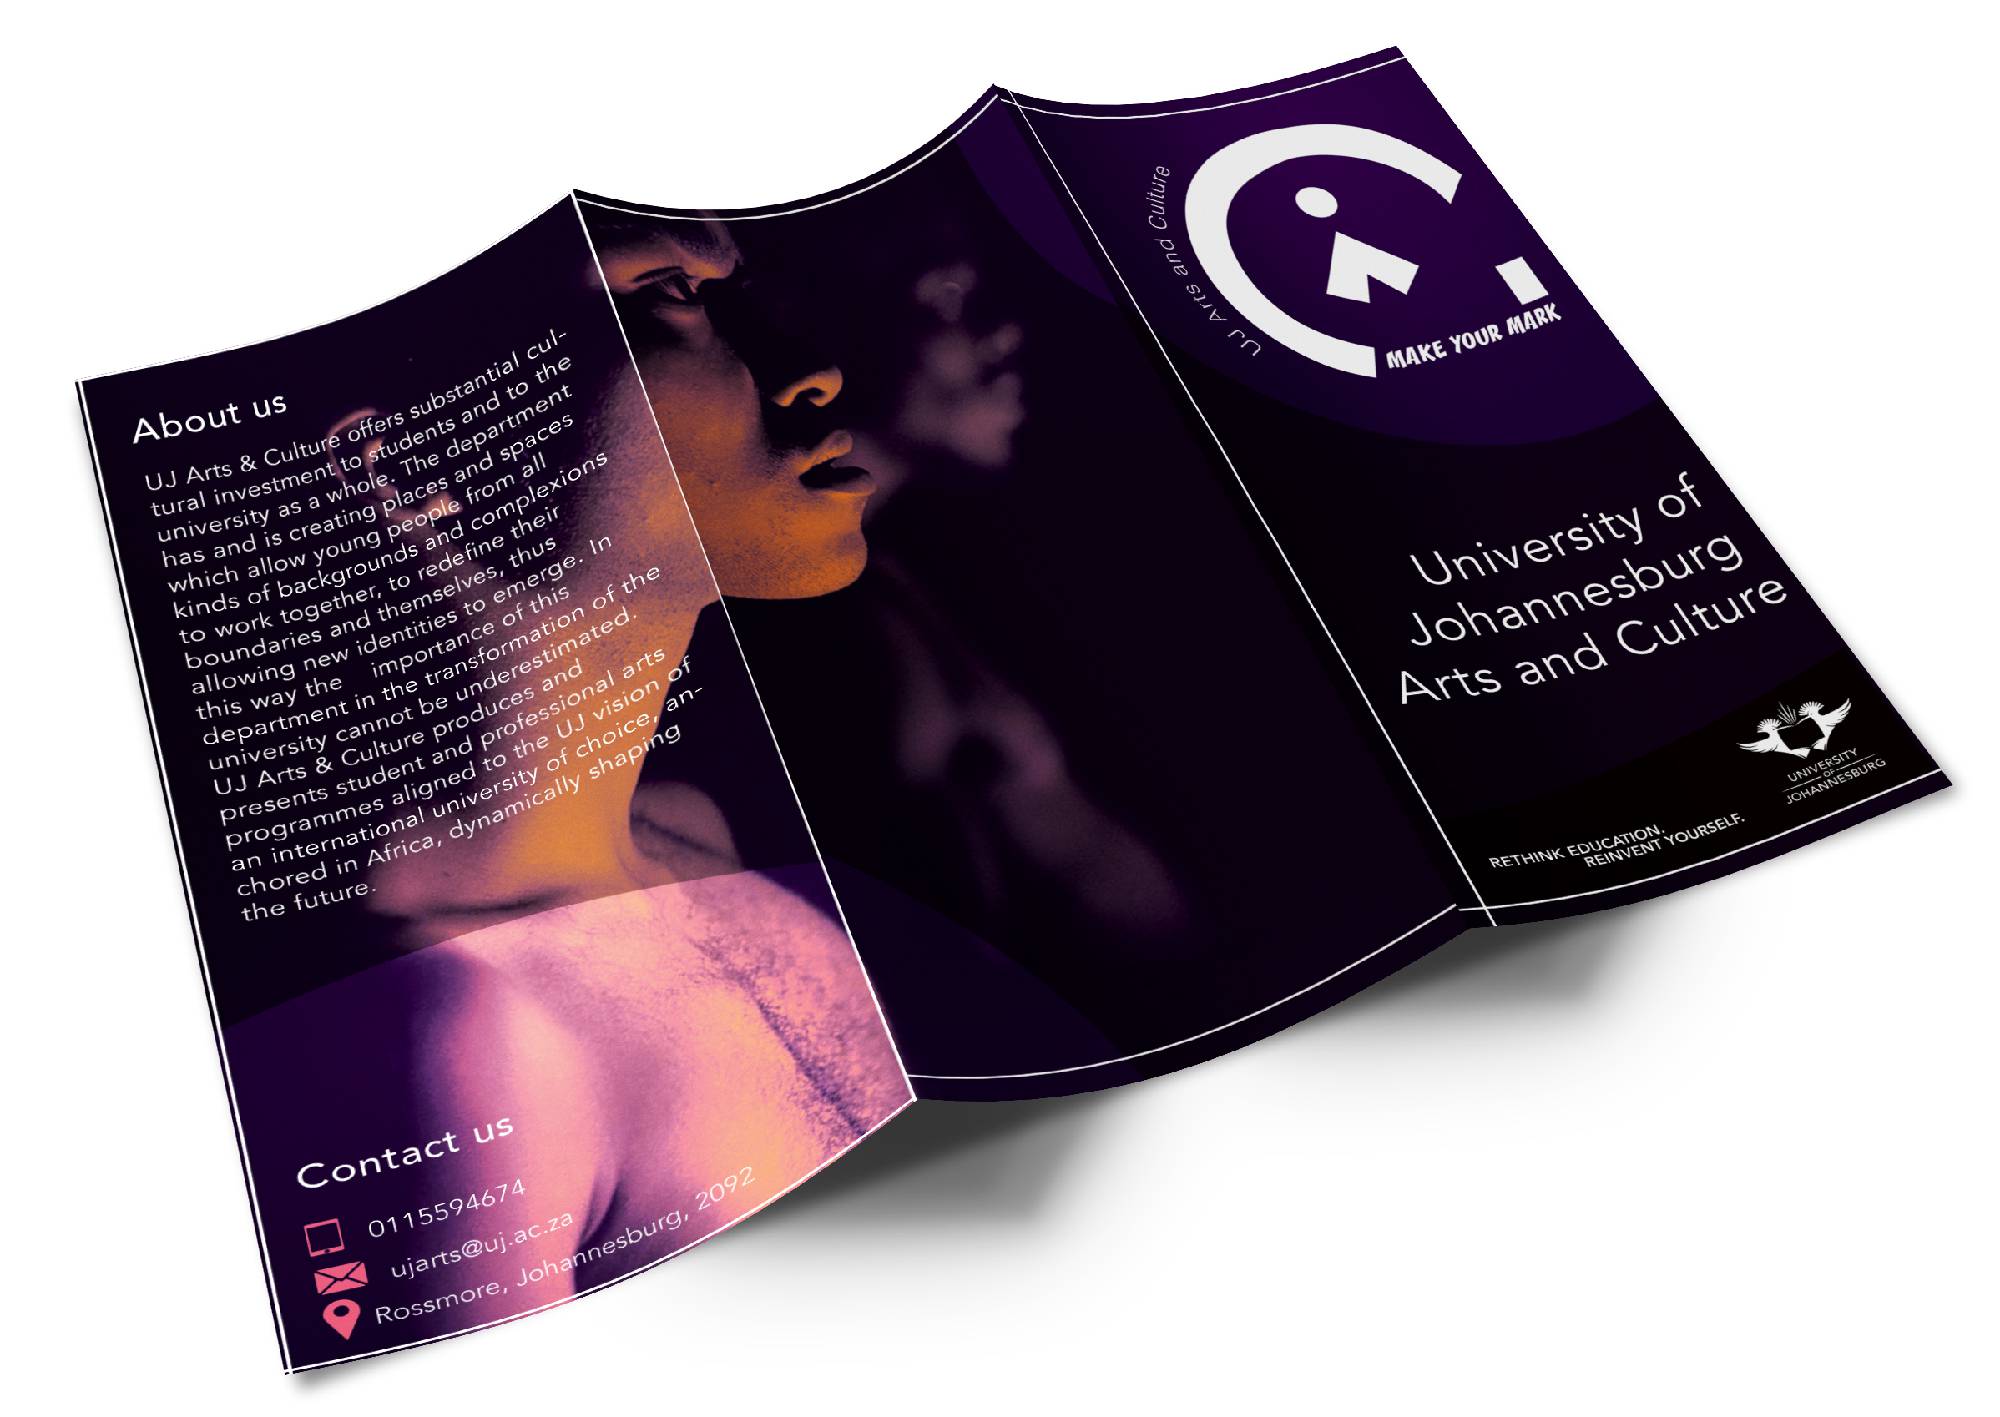 About us
UJ Arts & Culture offers substantial cul-
tural investment to students and to the
university as a whole. The department
has and is creating places and spaces
which allow young people from all
kinds of backgrounds and complexions
to work together, to redefine their
boundaries and themselves, thus
allowing new identities to emerge. In
this way the importance of this
department in the transformation of the
university cannot be underestimated.
UJ Arts & Culture produces and
presents student and professional arts
programmes aligned to the UJ vision of
an international university of choice, an-
chored in Africa, dynamically shaping
the future.
Contact us
0115594674
ujarts@uj.ac.za
Rossmore, Johannesburg, 2092
UJ Arts and Culture
MAKE YOUR MARK
University of
Johannesburg
Arts and Culture
UNIVERSITY
OF
JOHANNESBURG
RETHINK EDUCATION.
REINVENT YOURSELF.